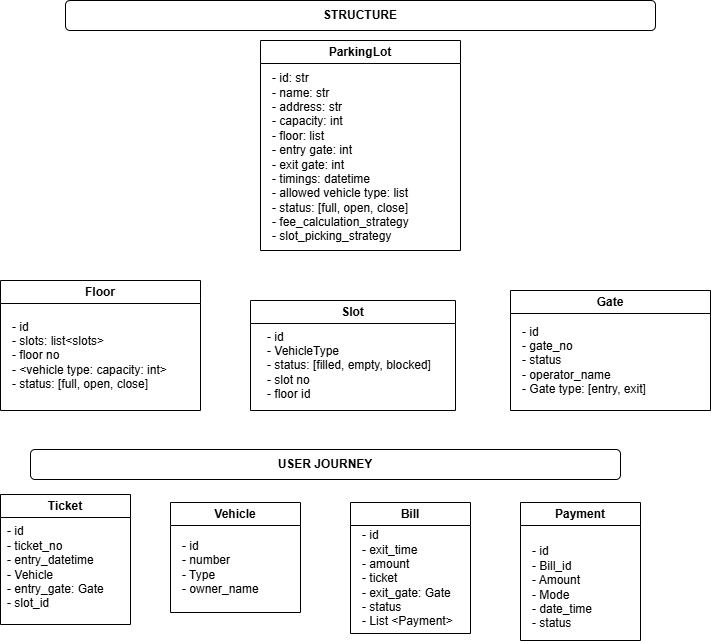 STRUCTURE
ParkingLot
- id: str
- name: str
- address: str
- capacity: int
- floor: list
- entry gate: int
- exit gate: int
- timings: datetime
- allowed vehicle type: list
- status: [full, open, close]
- fee_calculation_strategy
- slot_picking_strategy
Floor
- id
- slots: list<slots>
- floor no
- <vehicle type: capacity: int>
- status: [full, open, close]
Slot
- id
- VehicleType
- status: [filled, empty, blocked]
- slot no
- floor id
Gate
- id
- gate_no
- status
- operator_name
- Gate type: [entry, exit]
USER JOURNEY
Ticket
- id
- ticket_no
- entry_datetime
- Vehicle
- entry_gate: Gate
- slot_id
Vehicle
- id
- number
- Type
- owner_name
Bill
- id
- exit_time
- amount
- ticket
- exit_gate: Gate
- status
- List <Payment>
Payment
- id
- Bill_id
- Amount
- Mode
- date_time
- status